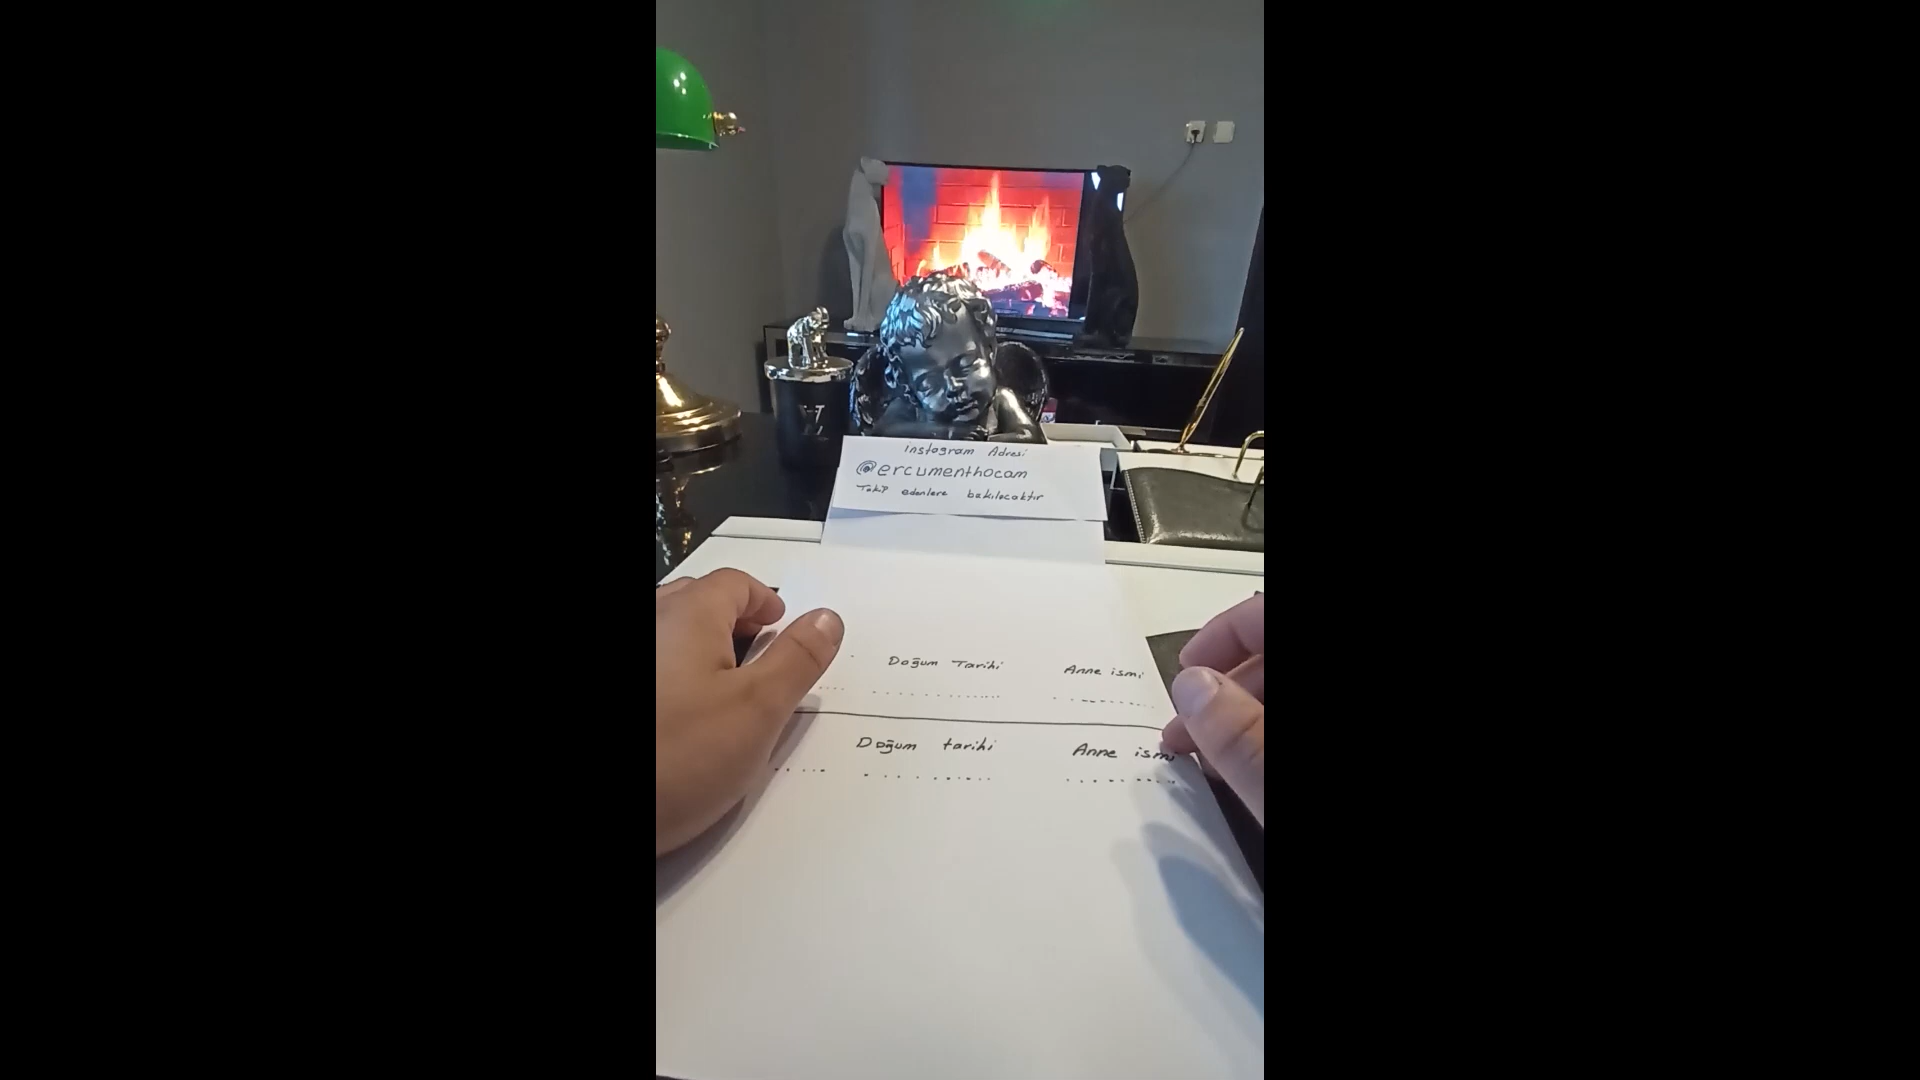 instagram Adresi
@ercumenthocam
Takip edenlere bakılacaktır
Doğum Tarihi Anne ismi
Doğum tarihi Anne ismi